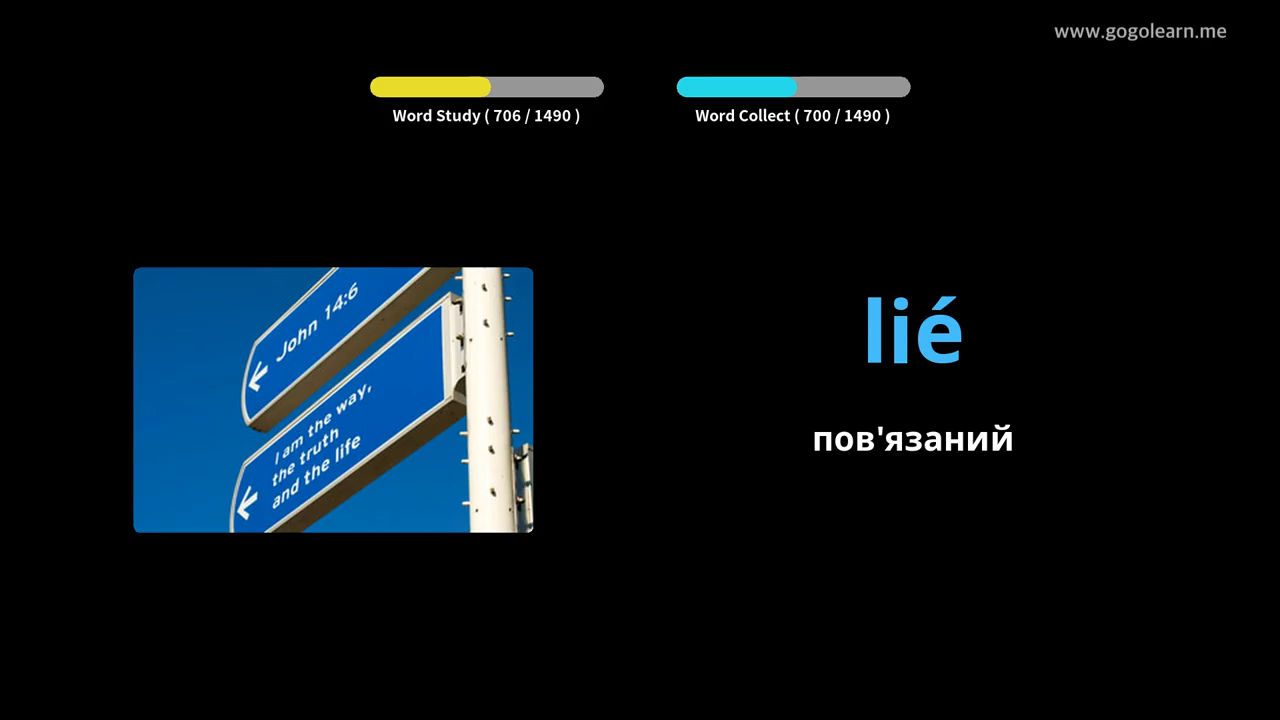 www.gogolearn.me
Word Study ( 706 / 1490 )
Word Collect ( 700 / 1490 )
John 14:6
I am the way,
the truth
and the life
lié
пов'язаний